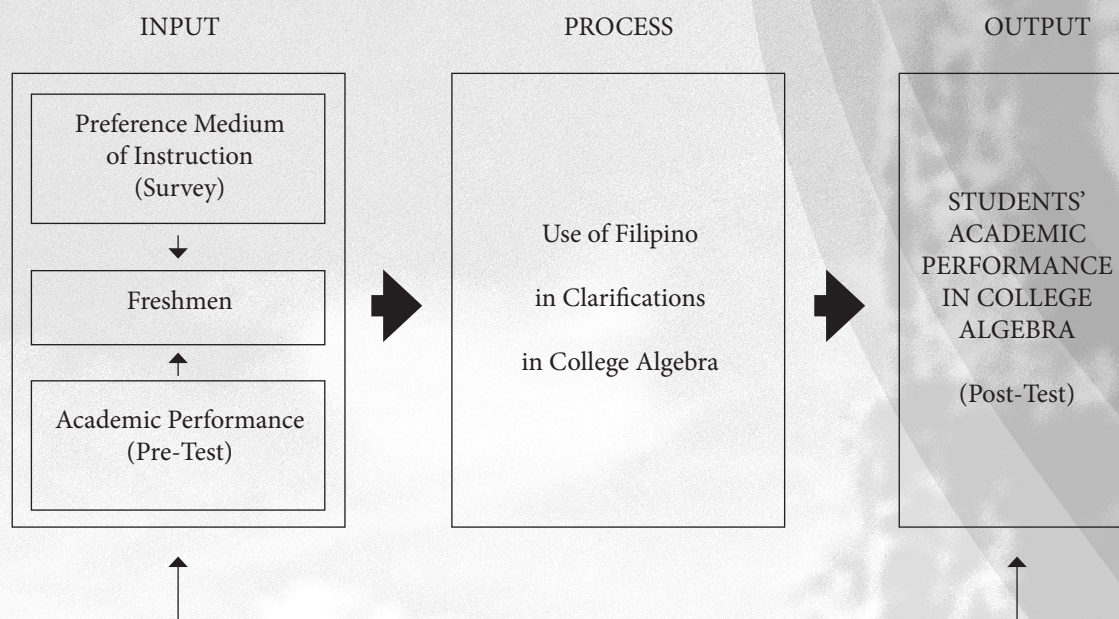 INPUT
PROCESS
OUTPUT
Preference Medium
of Instruction
(Survey)
Freshmen
Academic Performance
(Pre-Test)
Use of Filipino
in Clarifications
in College Algebra
STUDENTS’
ACADEMIC
PERFORMANCE
IN COLLEGE
ALGEBRA
(Post-Test)